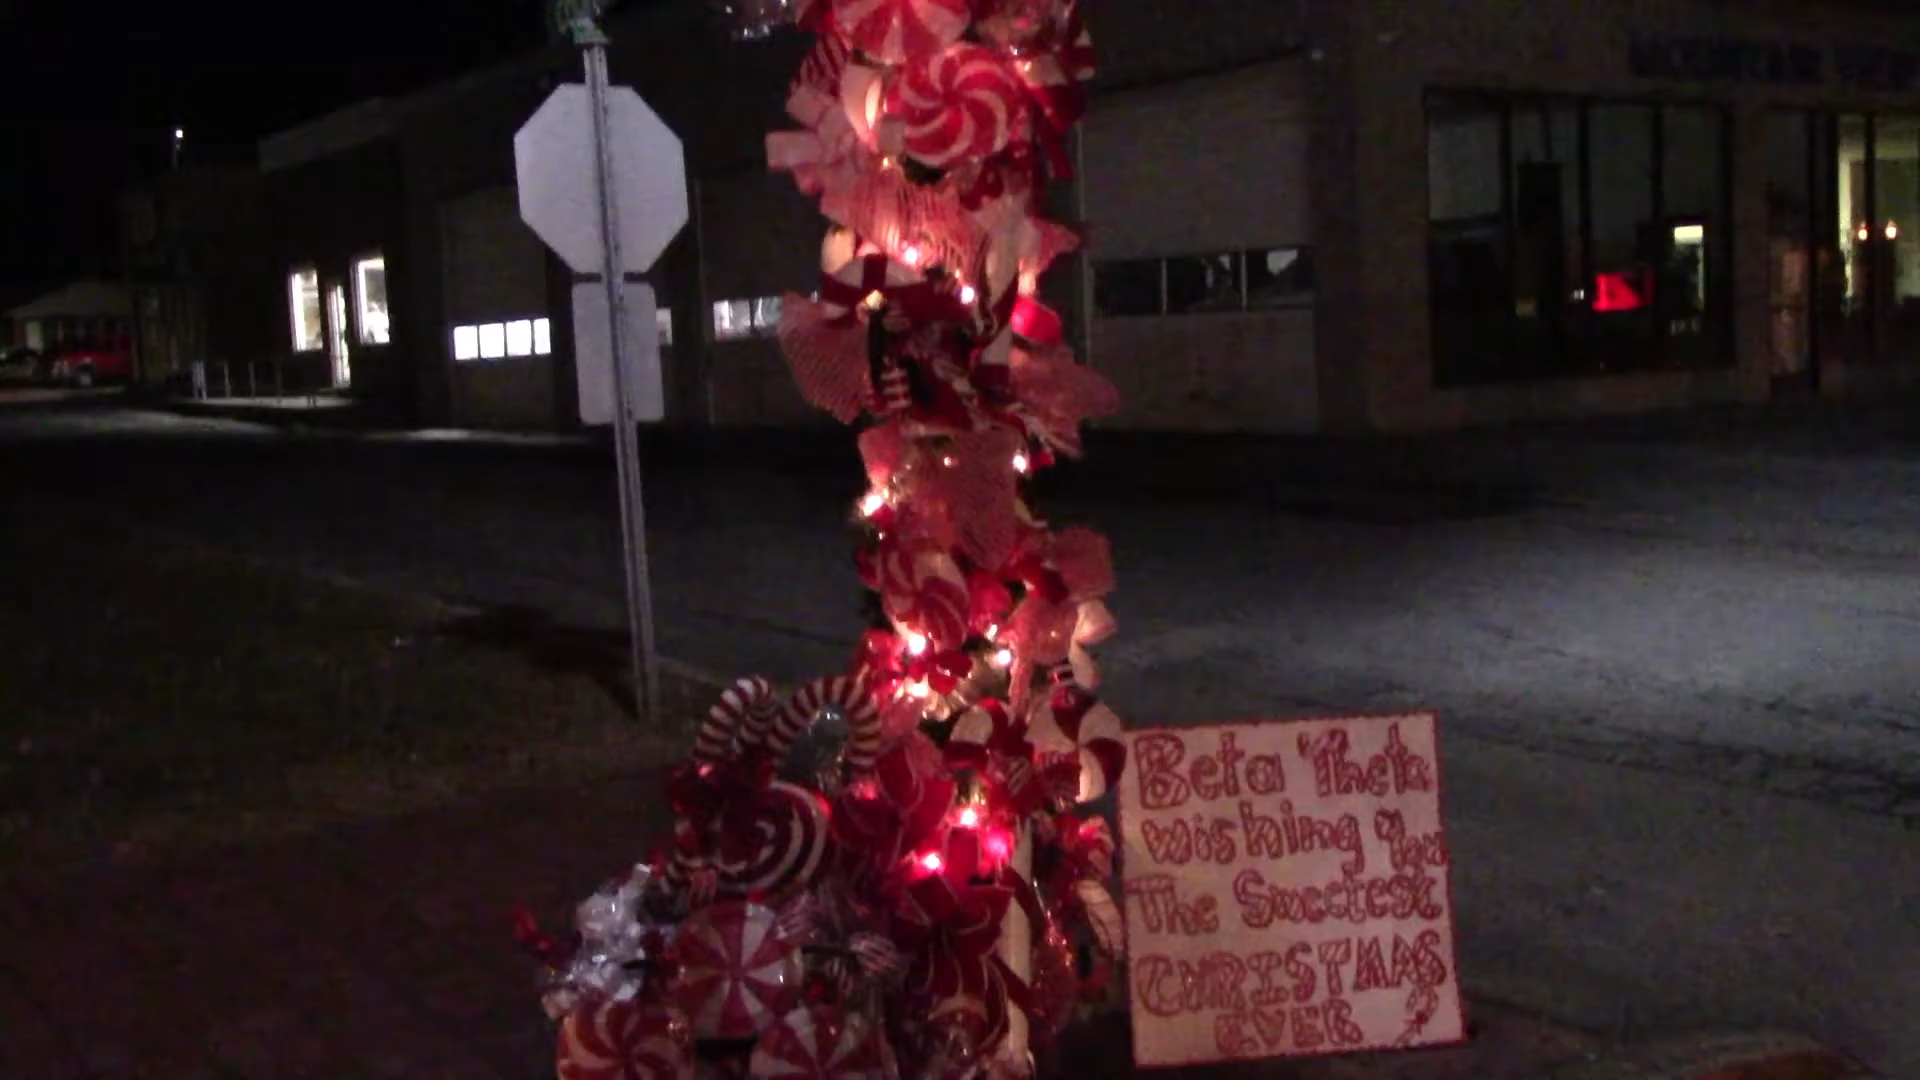 Beta Theta
wishing You
The Sweetest
CHRISTMAS
EVER